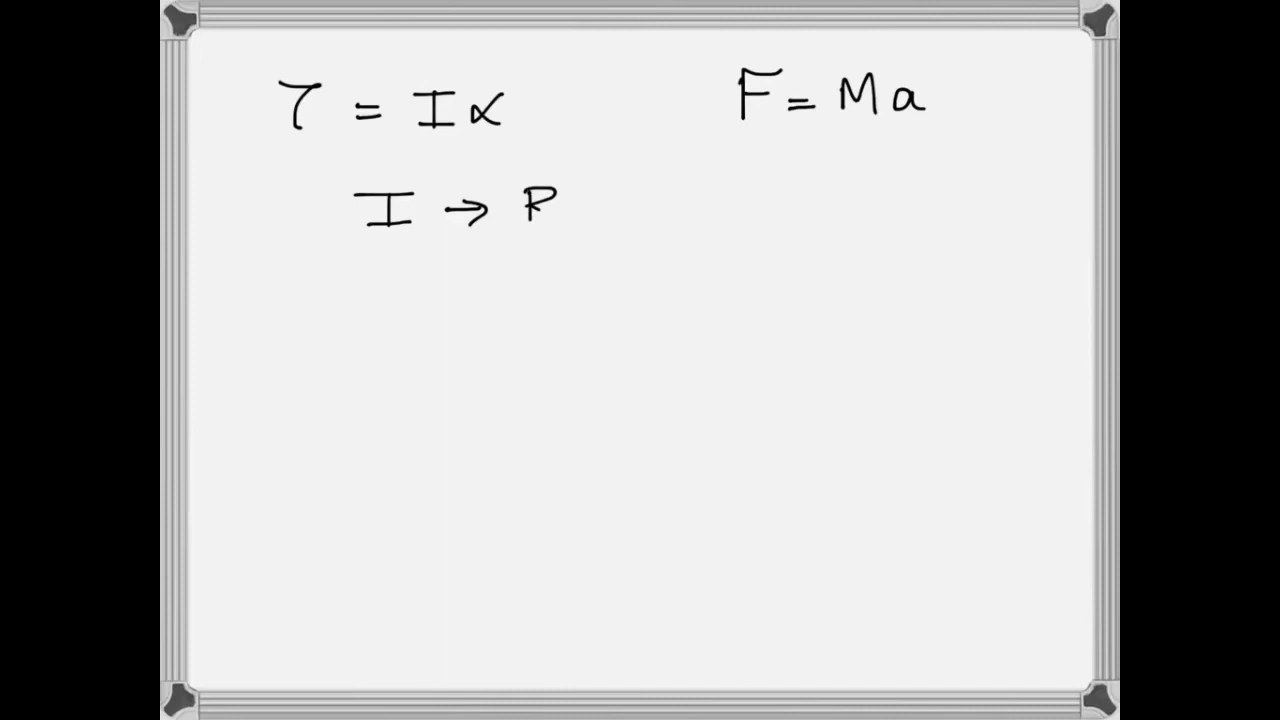 τ = Iα F = Ma
I → R